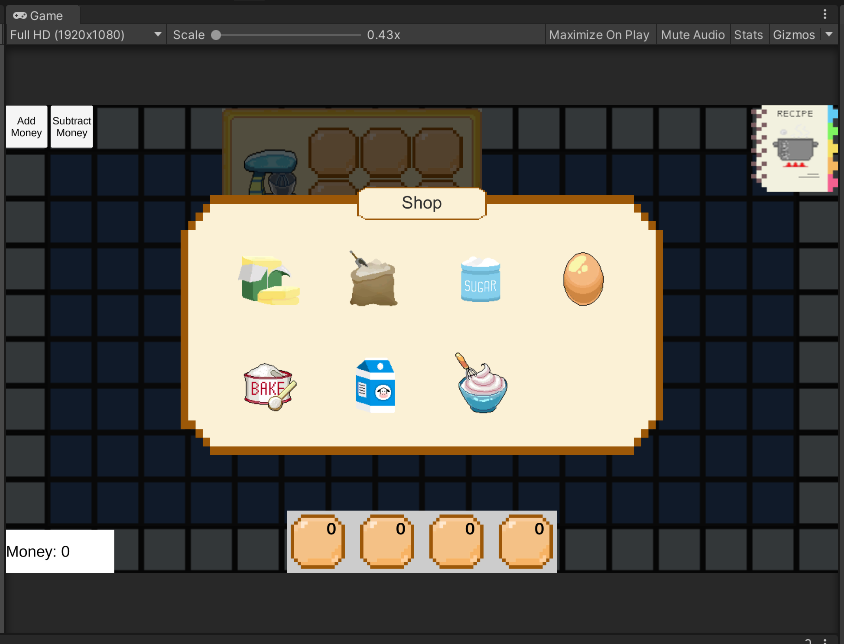 Game
Full HD (1920x1080)
Scale
0.43x
Maximize On Play
Mute Audio
Stats
Gizmos
Add
Money
Subtract
Money
RECIPE
Shop
SUGAR
BAKE
0
0
0
0
Money: 0